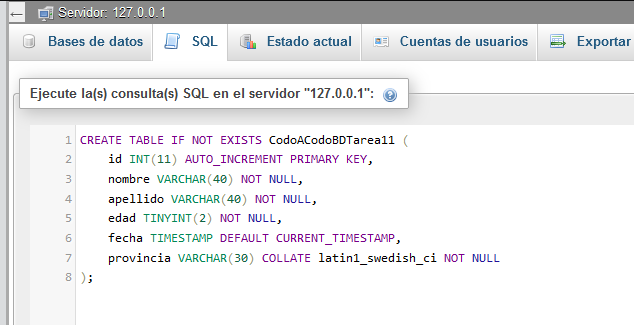 Servidor: 127.0.0.1
Bases de datos SQL Estado actual Cuentas de usuarios Exportar
Ejecute la(s) consulta(s) SQL en el servidor "127.0.0.1":
1 CREATE TABLE IF NOT EXISTS CodoACodoBDTarea11 (
2 id INT(11) AUTO_INCREMENT PRIMARY KEY,
3 nombre VARCHAR(40) NOT NULL,
4 apellido VARCHAR(40) NOT NULL,
5 edad TINYINT(2) NOT NULL,
6 fecha TIMESTAMP DEFAULT CURRENT_TIMESTAMP,
7 provincia VARCHAR(30) COLLATE latin1_swedish_ci NOT NULL
8 );